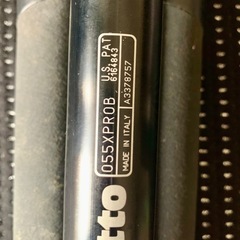 U.S. PAT
6164843
055XPROB
A3378757
MADE IN ITALY
tto